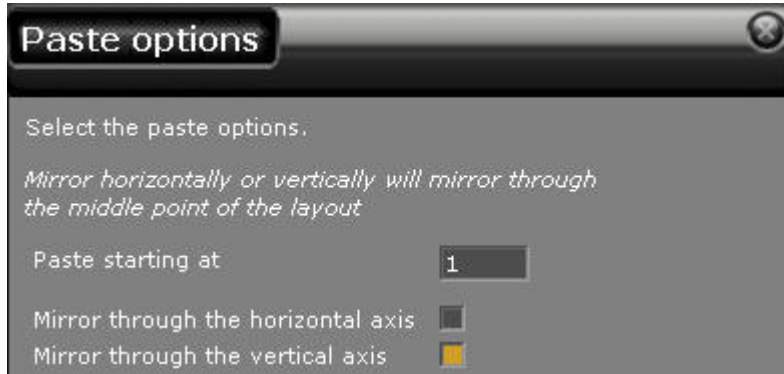 Paste options
Select the paste options.
Mirror horizontally or vertically will mirror through
the middle point of the layout
Paste starting at 1
Mirror through the horizontal axis
Mirror through the vertical axis